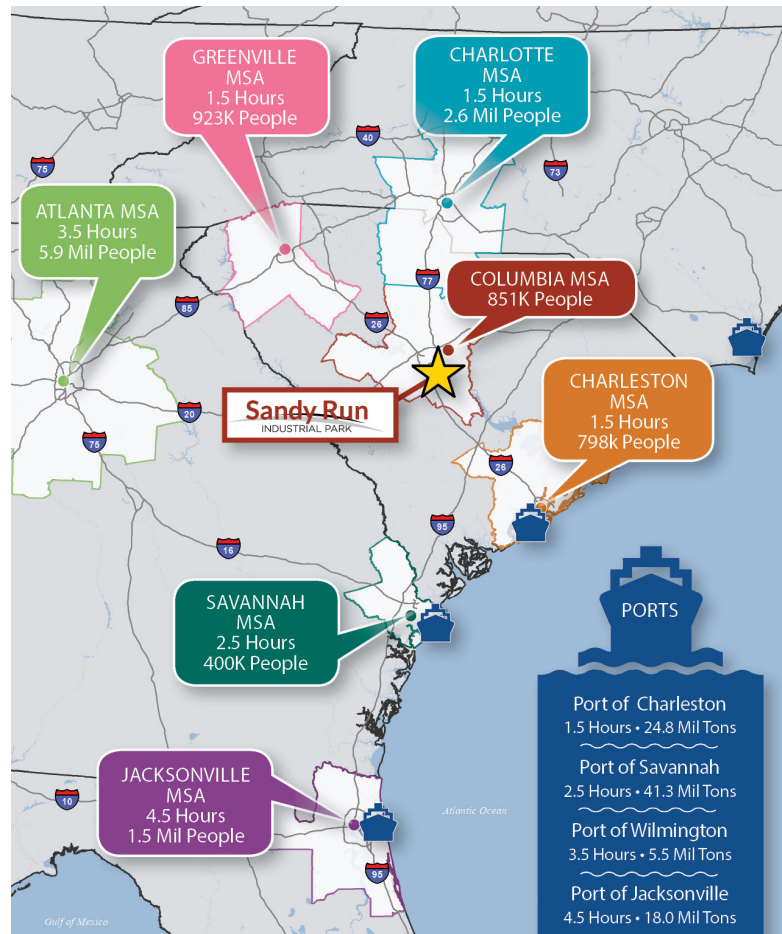 GREENVILLE
MSA
1.5 Hours
923K People
CHARLOTTE
MSA
1.5 Hours
2.6 Mil People
40
75
73
ATLANTA MSA
3.5 Hours
5.9 Mil People
COLUMBIA MSA
851K People
77
85
26
Sandy Run
INDUSTRIAL PARK
CHARLESTON
MSA
1.5 Hours
798k People
20
75
26
95
16
SAVANNAH
MSA
2.5 Hours
400K People
PORTS
Port of Charleston
1.5 Hours • 24.8 Mil Tons
Port of Savannah
2.5 Hours • 41.3 Mil Tons
Port of Wilmington
3.5 Hours • 5.5 Mil Tons
Port of Jacksonville
4.5 Hours • 18.0 Mil Tons
JACKSONVILLE
MSA
4.5 Hours
1.5 Mil People
10
Atlantic Ocean
95
Gulf of Mexico